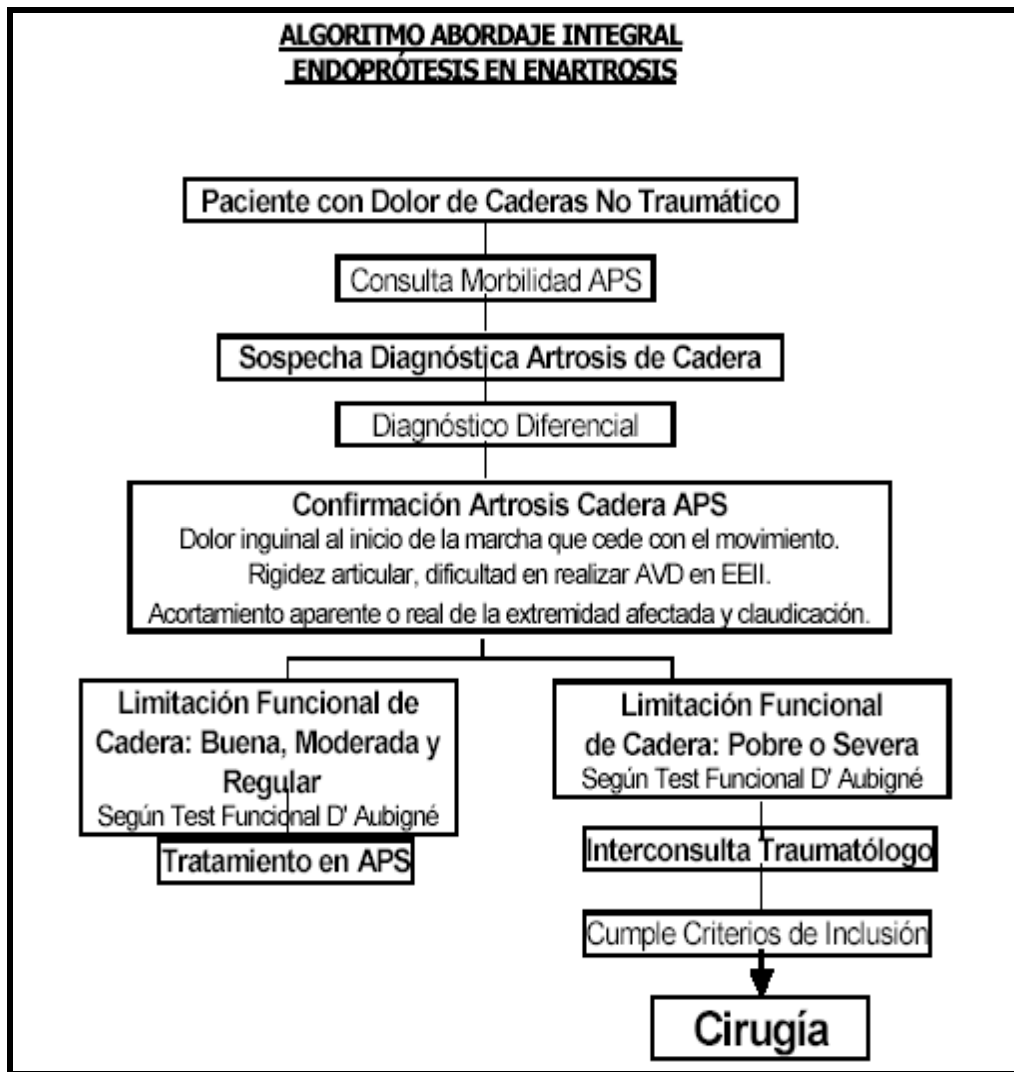 ALGORITMO ABORDAJE INTEGRAL
ENDOPRÓTESIS EN ENARTROSIS
Paciente con Dolor de Caderas No Traumático
Consulta Morbilidad APS
Sospecha Diagnóstica Artrosis de Cadera
Diagnóstico Diferencial
Confirmación Artrosis Cadera APS
Dolor inguinal al inicio de la marcha que cede con el movimiento.
Rigidez articular, dificultad en realizar AVD en EEII.
Acortamiento aparente o real de la extremidad afectada y claudicación.
Limitación Funcional de
Cadera: Buena, Moderada y
Regular
Según Test Funcional D' Aubigné
Tratamiento en APS
Limitación Funcional
de Cadera: Pobre o Severa
Según Test Funcional D' Aubigné
Interconsulta Traumatólogo
Cumple Criterios de Inclusión
Cirugía